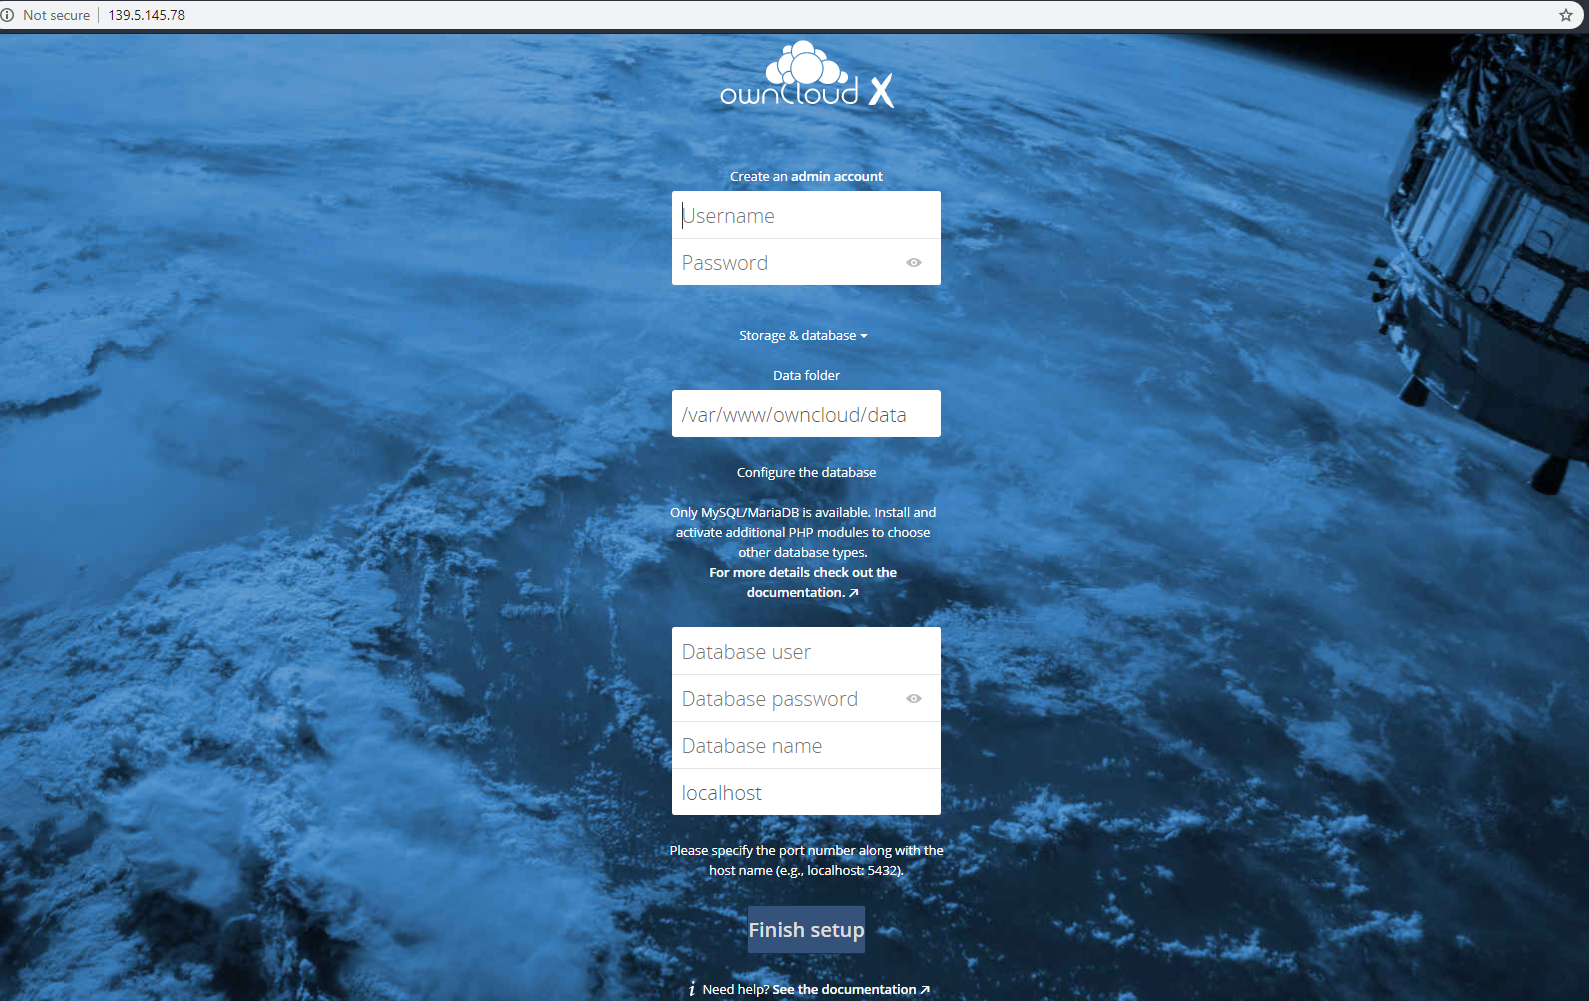 Not secure | 139.5.145.78
ownCloud X
Create an admin account
Username
Password
Storage & database
Data folder
/var/www/owncloud/data
Configure the database
Only MySQL/MariaDB is available. Install and
activate additional PHP modules to choose
other database types.
For more details check out the
documentation. ↗
Database user
Database password
Database name
localhost
Please specify the port number along with the
host name (e.g., localhost: 5432).
Finish setup
i Need help? See the documentation ↗